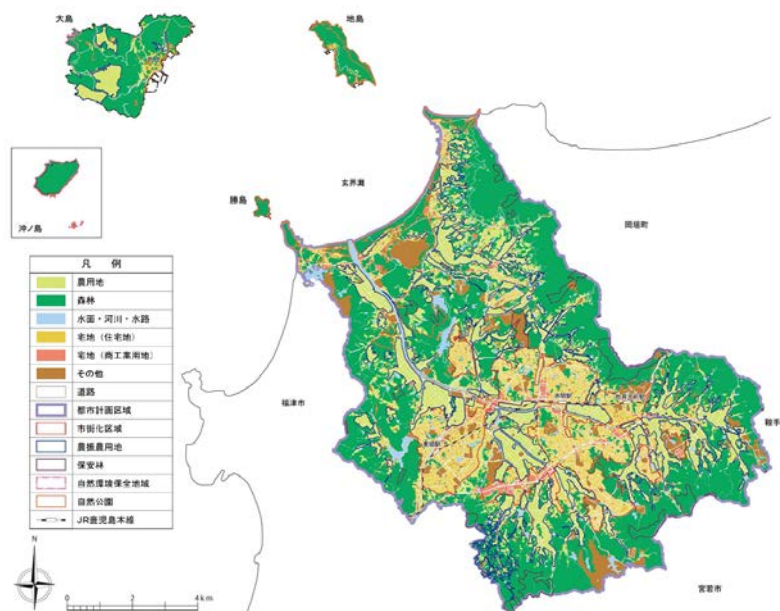 大島
地島
玄界灘
岡垣町
勝島
沖ノ島
凡 例
農用地
森林
水面・河川・水路
宅地（住宅地）
宅地（商工業用地）
その他
道路
都市計画区域
市街化区域
農振農用地
保安林
自然環境保全地域
自然公園
JR鹿児島本線
福津市
鞍手
宮若市
N
0 2 4km